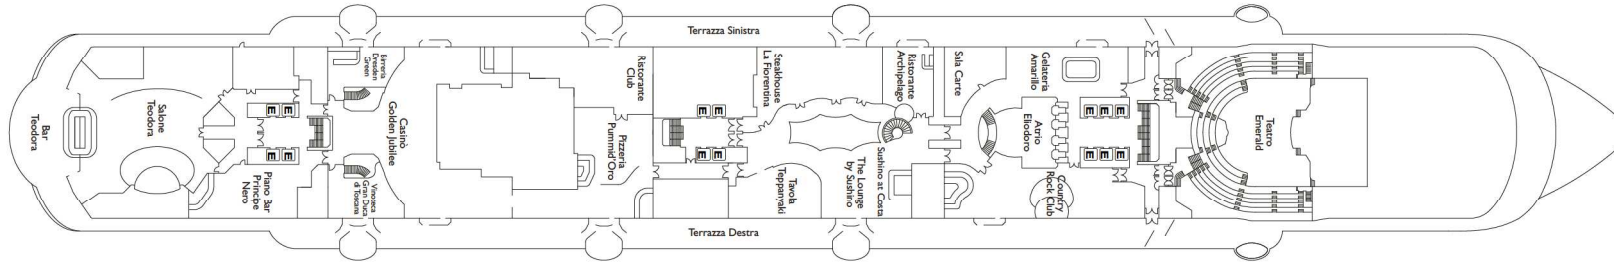 Terrazza Sinistra
Bar
Teodora
Salone
Teodora
E E
E E
Piano Bar
Principe
Nero
Birreria
Dresden
Green
Casinò
Golden Jubilee
Vinoteca
Gran Duca
di Toscana
Ristorante
Club
Pizzeria
Pummid'Oro
E E
E E
Steakhouse
La Fiorentina
Tavola
Teppanyaki
The Lounge
by Sushino
Sushino at Costa
Ristorante
Archipelago
Sala Carte
Gelateria
Amarillo
Atrio
Eliodoro
Country
Rock Club
E E E
E E E
Teatro
Emerald
Terrazza Destra